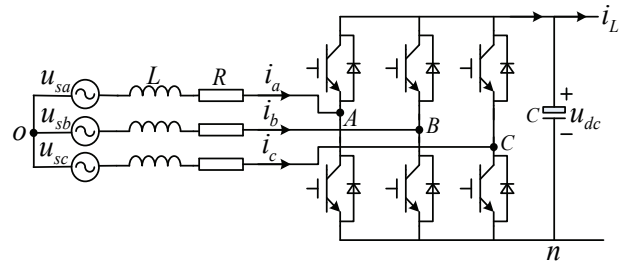 i_L
u_sa L R i_a
A
u_sb i_b
B
C + u_dc −
o
u_sc i_c
C
n